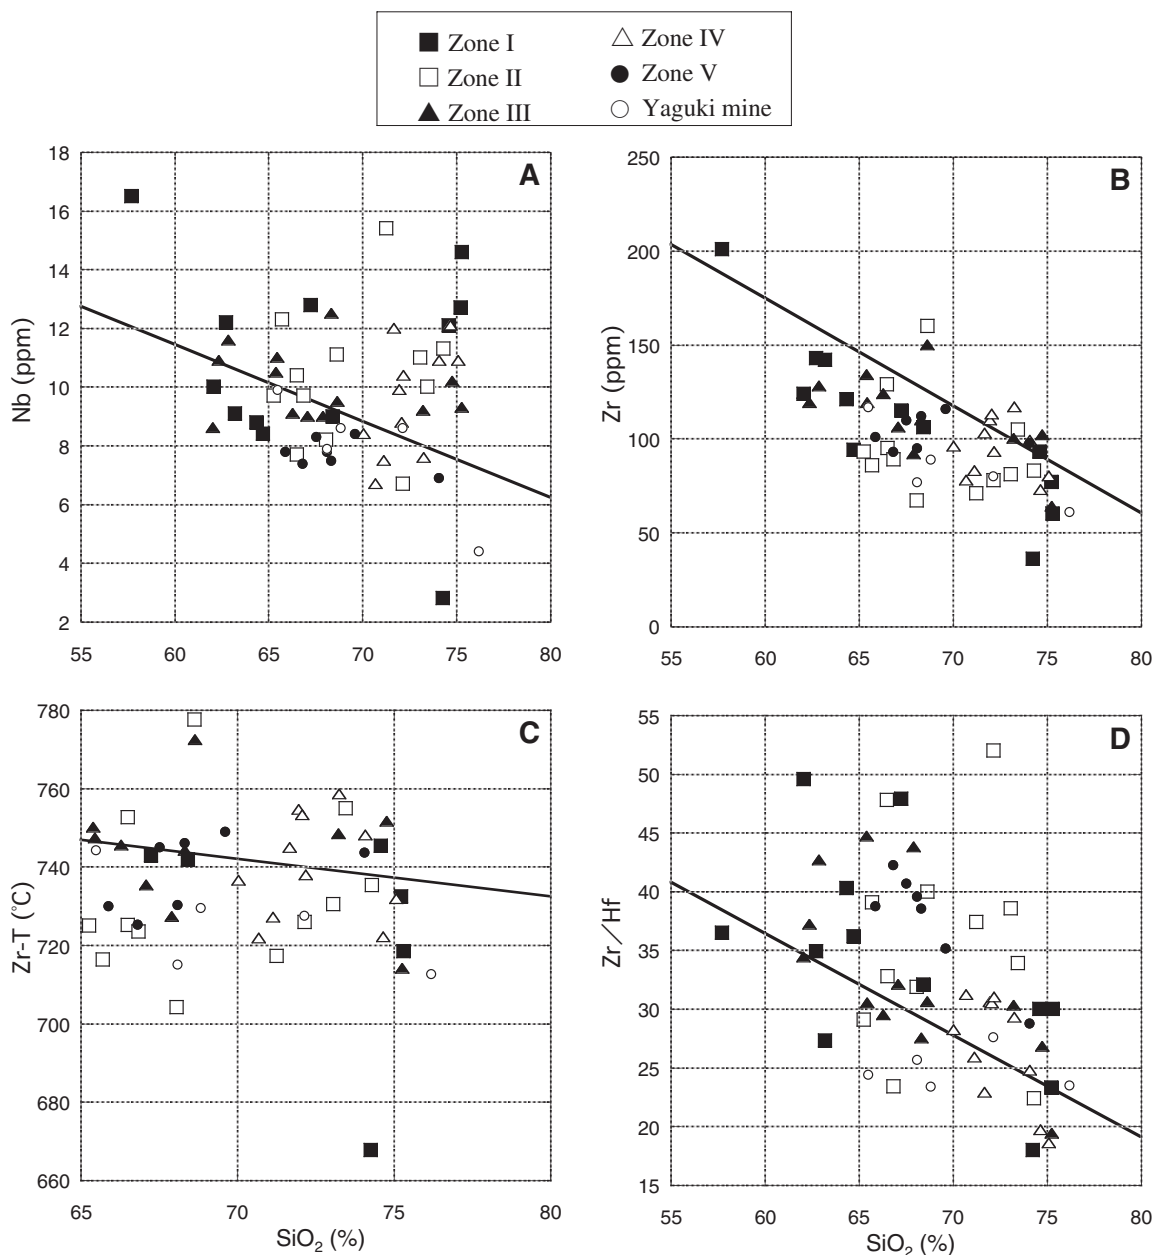 Zone I
Zone II
Zone III
Zone IV
Zone V
Yaguki mine
A
Nb (ppm)
18
16
14
12
10
8
6
4
2
55 60 65 70 75 80
B
Zr (ppm)
250
200
150
100
50
0
55 60 65 70 75 80
C
Zr-T (°C)
780
760
740
720
700
680
660
65 70 75 80
SiO2 (%)
D
Zr/Hf
55
50
45
40
35
30
25
20
15
55 60 65 70 75 80
SiO2 (%)